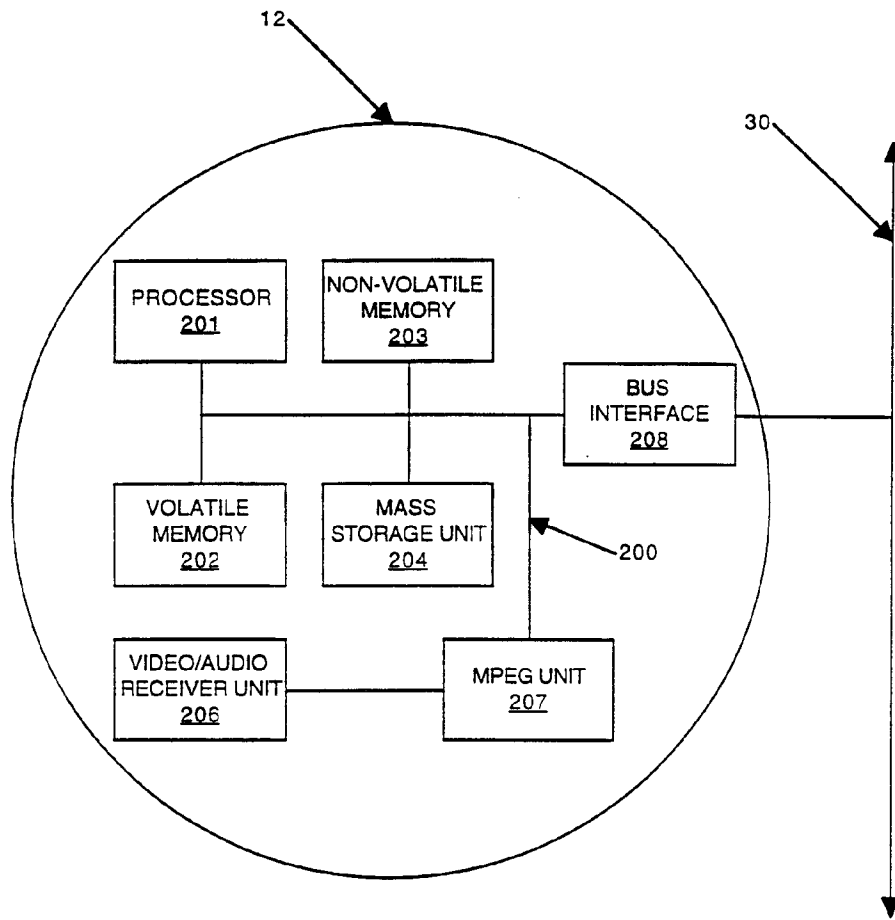 12
30
PROCESSOR
201
NON-VOLATILE
MEMORY
203
BUS
INTERFACE
208
VOLATILE
MEMORY
202
MASS
STORAGE UNIT
204
200
VIDEO/AUDIO
RECEIVER UNIT
206
MPEG UNIT
207